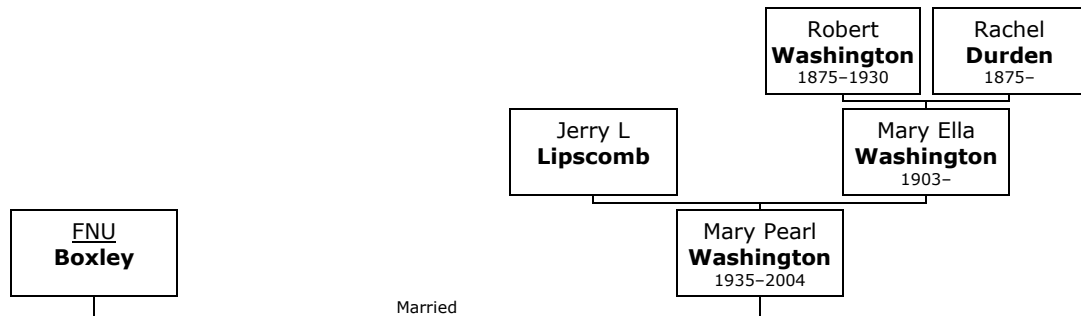 Robert
Washington
1875–1930
Rachel
Durden
1875–
Jerry L
Lipscomb
Mary Ella
Washington
1903–
FNU
Boxley
Mary Pearl
Washington
1935–2004
Married